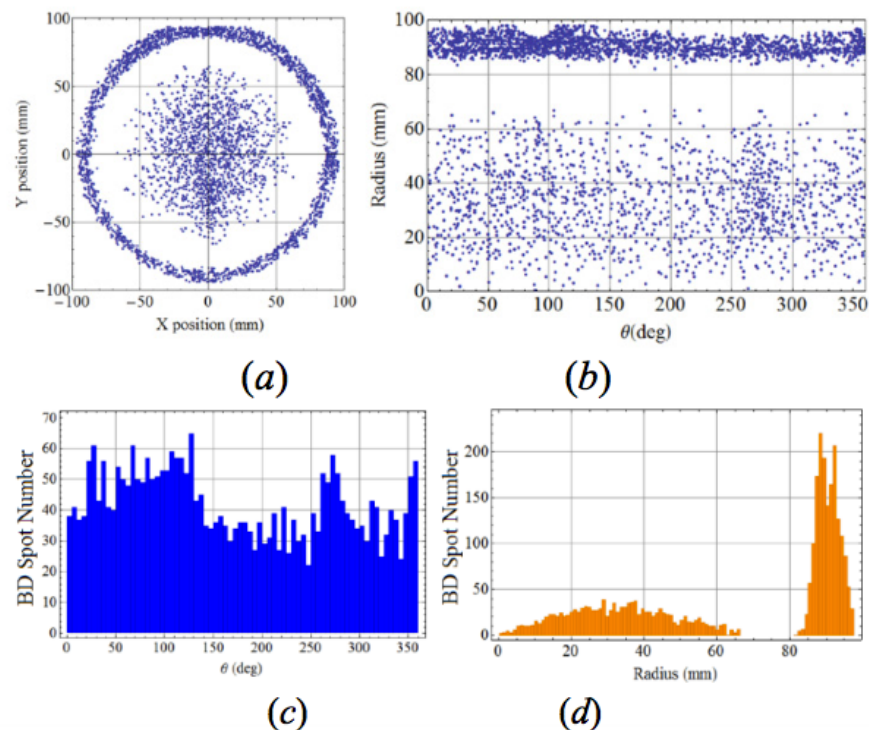 100
50
0
−50
−100
−100 −50 0 50 100
Y position (mm)
X position (mm)
(a)
100
80
60
40
20
0
0 50 100 150 200 250 300 350
Radius (mm)
θ(deg)
(b)
70
60
50
40
30
20
10
0
0 50 100 150 200 250 300 350
BD Spot Number
θ (deg)
(c)
200
150
100
50
0
0 20 40 60 80
BD Spot Number
Radius (mm)
(d)